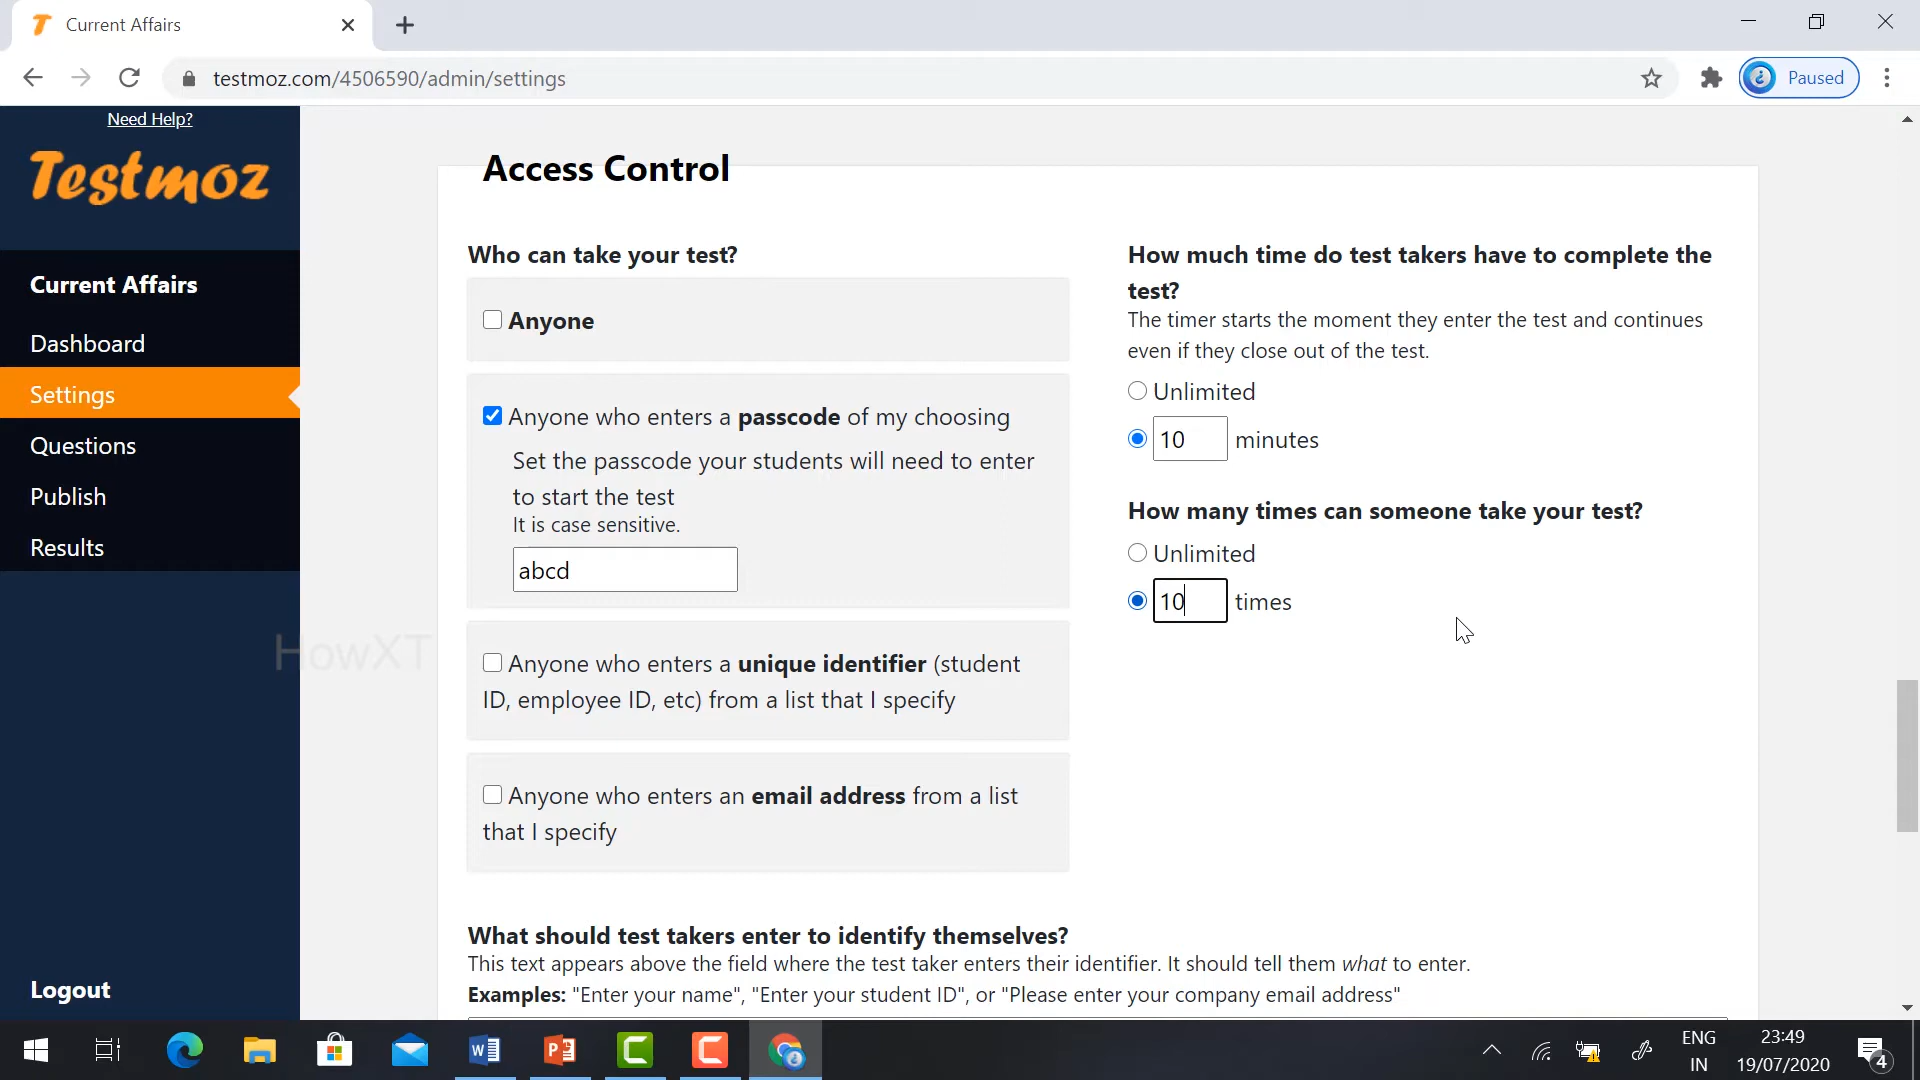 Current Affairs
testmoz.com/4506590/admin/settings
Paused
Need Help?
Testmoz
Current Affairs
Dashboard
Settings
Questions
Publish
Results
Logout
Access Control
Who can take your test?
Anyone
Anyone who enters a passcode of my choosing
Set the passcode your students will need to enter
to start the test
It is case sensitive.
abcd
Anyone who enters a unique identifier (student
ID, employee ID, etc) from a list that I specify
Anyone who enters an email address from a list
that I specify
How much time do test takers have to complete the
test?
The timer starts the moment they enter the test and continues
even if they close out of the test.
Unlimited
10 minutes
How many times can someone take your test?
Unlimited
10 times
HowXT
What should test takers enter to identify themselves?
This text appears above the field where the test taker enters their identifier. It should tell them what to enter.
Examples: "Enter your name", "Enter your student ID", or "Please enter your company email address"
ENG
IN
23:49
19/07/2020
4